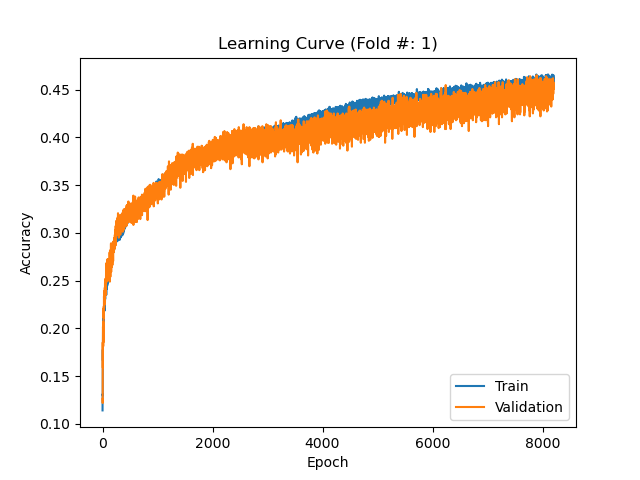 Learning Curve (Fold #: 1)
0.45
0.40
0.35
0.30
0.25
0.20
0.15
0.10
Accuracy
0 2000 4000 6000 8000
Epoch
Train
Validation